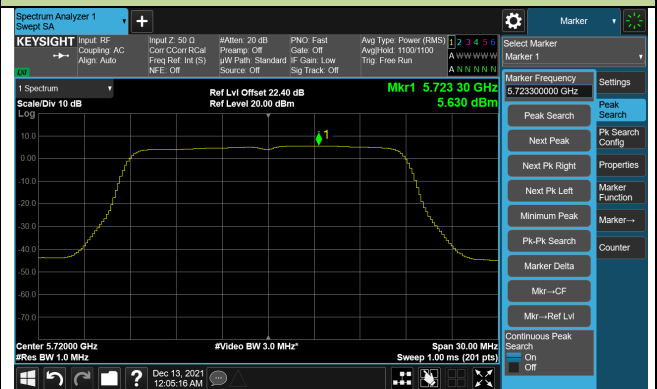 Spectrum Analyzer 1
Swept SA
Marker
KEYSIGHT
Input: RF
Coupling: AC
Align: Auto
Input Z: 50 Ω
Corr CCorr RCal
Freq Ref: Int (S)
NFE: Off
#Atten: 20 dB
Preamp: Off
µW Path: Standard
Source: Off
PNO: Fast
Gate: Off
IF Gain: Low
Sig Track: Off
Avg Type: Power (RMS)
Avg|Hold: 1100/1100
Trig: Free Run
1 2 3 4 5 6
A W W W W W
A N N N N N
LXI
Select Marker
Marker 1
1 Spectrum
Scale/Div 10 dB
Ref Lvl Offset 22.40 dB
Ref Level 20.00 dBm
Mkr1 5.723 30 GHz
5.630 dBm
Log
1
10.0
0.00
-10.0
-20.0
-30.0
-40.0
-50.0
-60.0
-70.0
Center 5.72000 GHz
#Res BW 1.0 MHz
#Video BW 3.0 MHz*
Span 30.00 MHz
Sweep 1.00 ms (201 pts)
Marker Frequency
5.723300000 GHz
Peak Search
Next Peak
Next Pk Right
Next Pk Left
Minimum Peak
Pk-Pk Search
Marker Delta
Mkr→CF
Mkr→Ref Lvl
Continuous Peak
Search
On
Off
Settings
Peak
Search
Pk Search
Config
Properties
Marker
Function
Marker→
Counter
?
Dec 13, 2021
12:05:16 AM